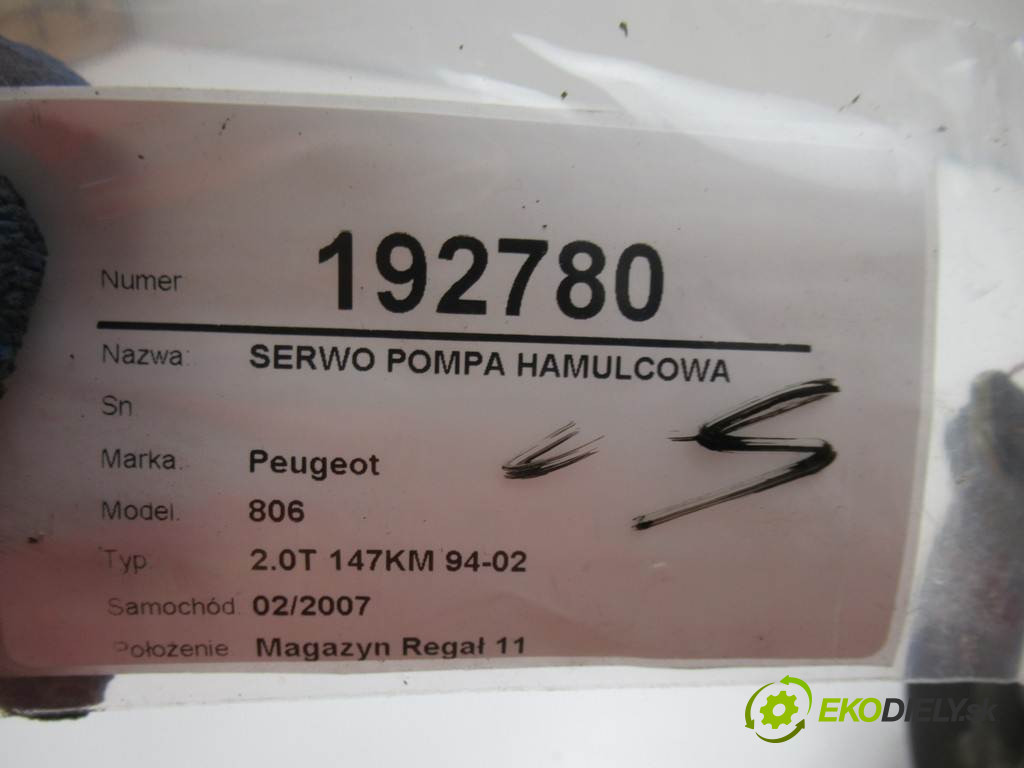 Numer 192780
Nazwa: SERWO POMPA HAMULCOWA
Sn
Marka: Peugeot
Model. 806
Typ 2.0T 147KM 94-02
Samochód. 02/2007
Położenie Magazyn Regał 11
EKODIELY.sk